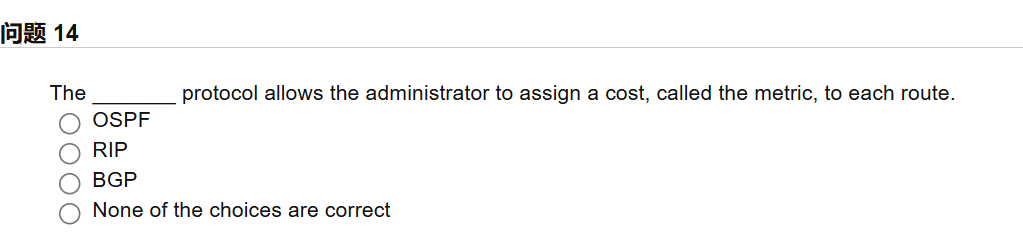 问题 14
The ________ protocol allows the administrator to assign a cost, called the metric, to each route.
OSPF
RIP
BGP
None of the choices are correct